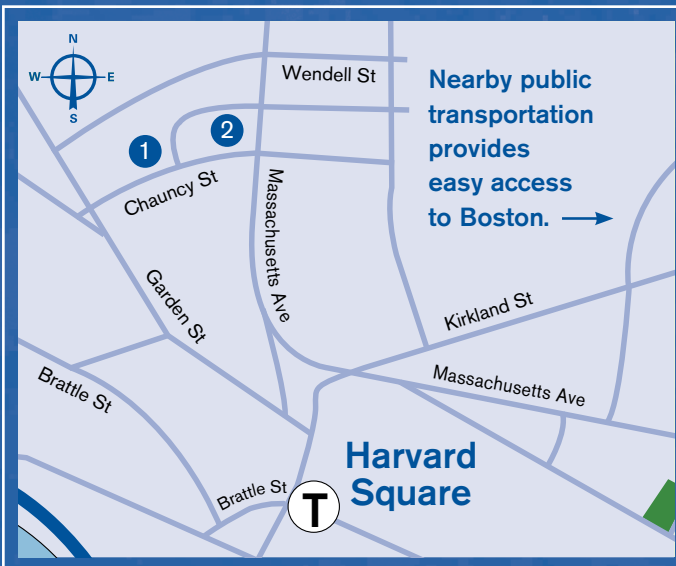 N
W
E
S
Wendell St
Nearby public
transportation
provides
easy access
to Boston.
1
2
Chauncy St
Massachusetts Ave
Garden St
Kirkland St
Brattle St
Massachusetts Ave
Harvard
Square
Brattle St
T